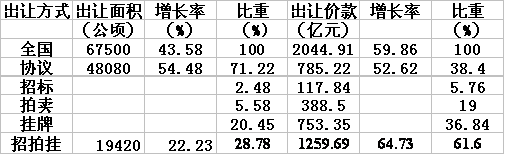 出让方式 出让面积 增长率 比重 出让价款 增长率 比重
(公顷) (%) (%) (亿元) (%)
全国 67500 43.58 100 2044.91 59.86 100
协议 48080 54.48 71.22 785.22 52.62 38.4
招标 2.48 117.84 5.76
拍卖 5.58 388.5 19
挂牌 20.45 753.35 36.84
招拍挂 19420 22.23 28.78 1259.69 64.73 61.6